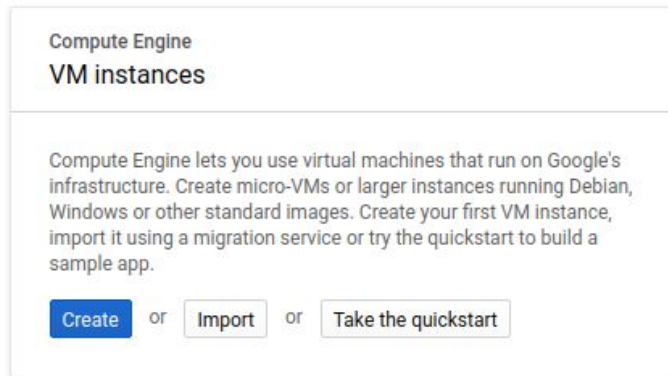 Compute Engine
VM instances
Compute Engine lets you use virtual machines that run on Google's
infrastructure. Create micro-VMs or larger instances running Debian,
Windows or other standard images. Create your first VM instance,
import it using a migration service or try the quickstart to build a
sample app.
Create or Import or Take the quickstart